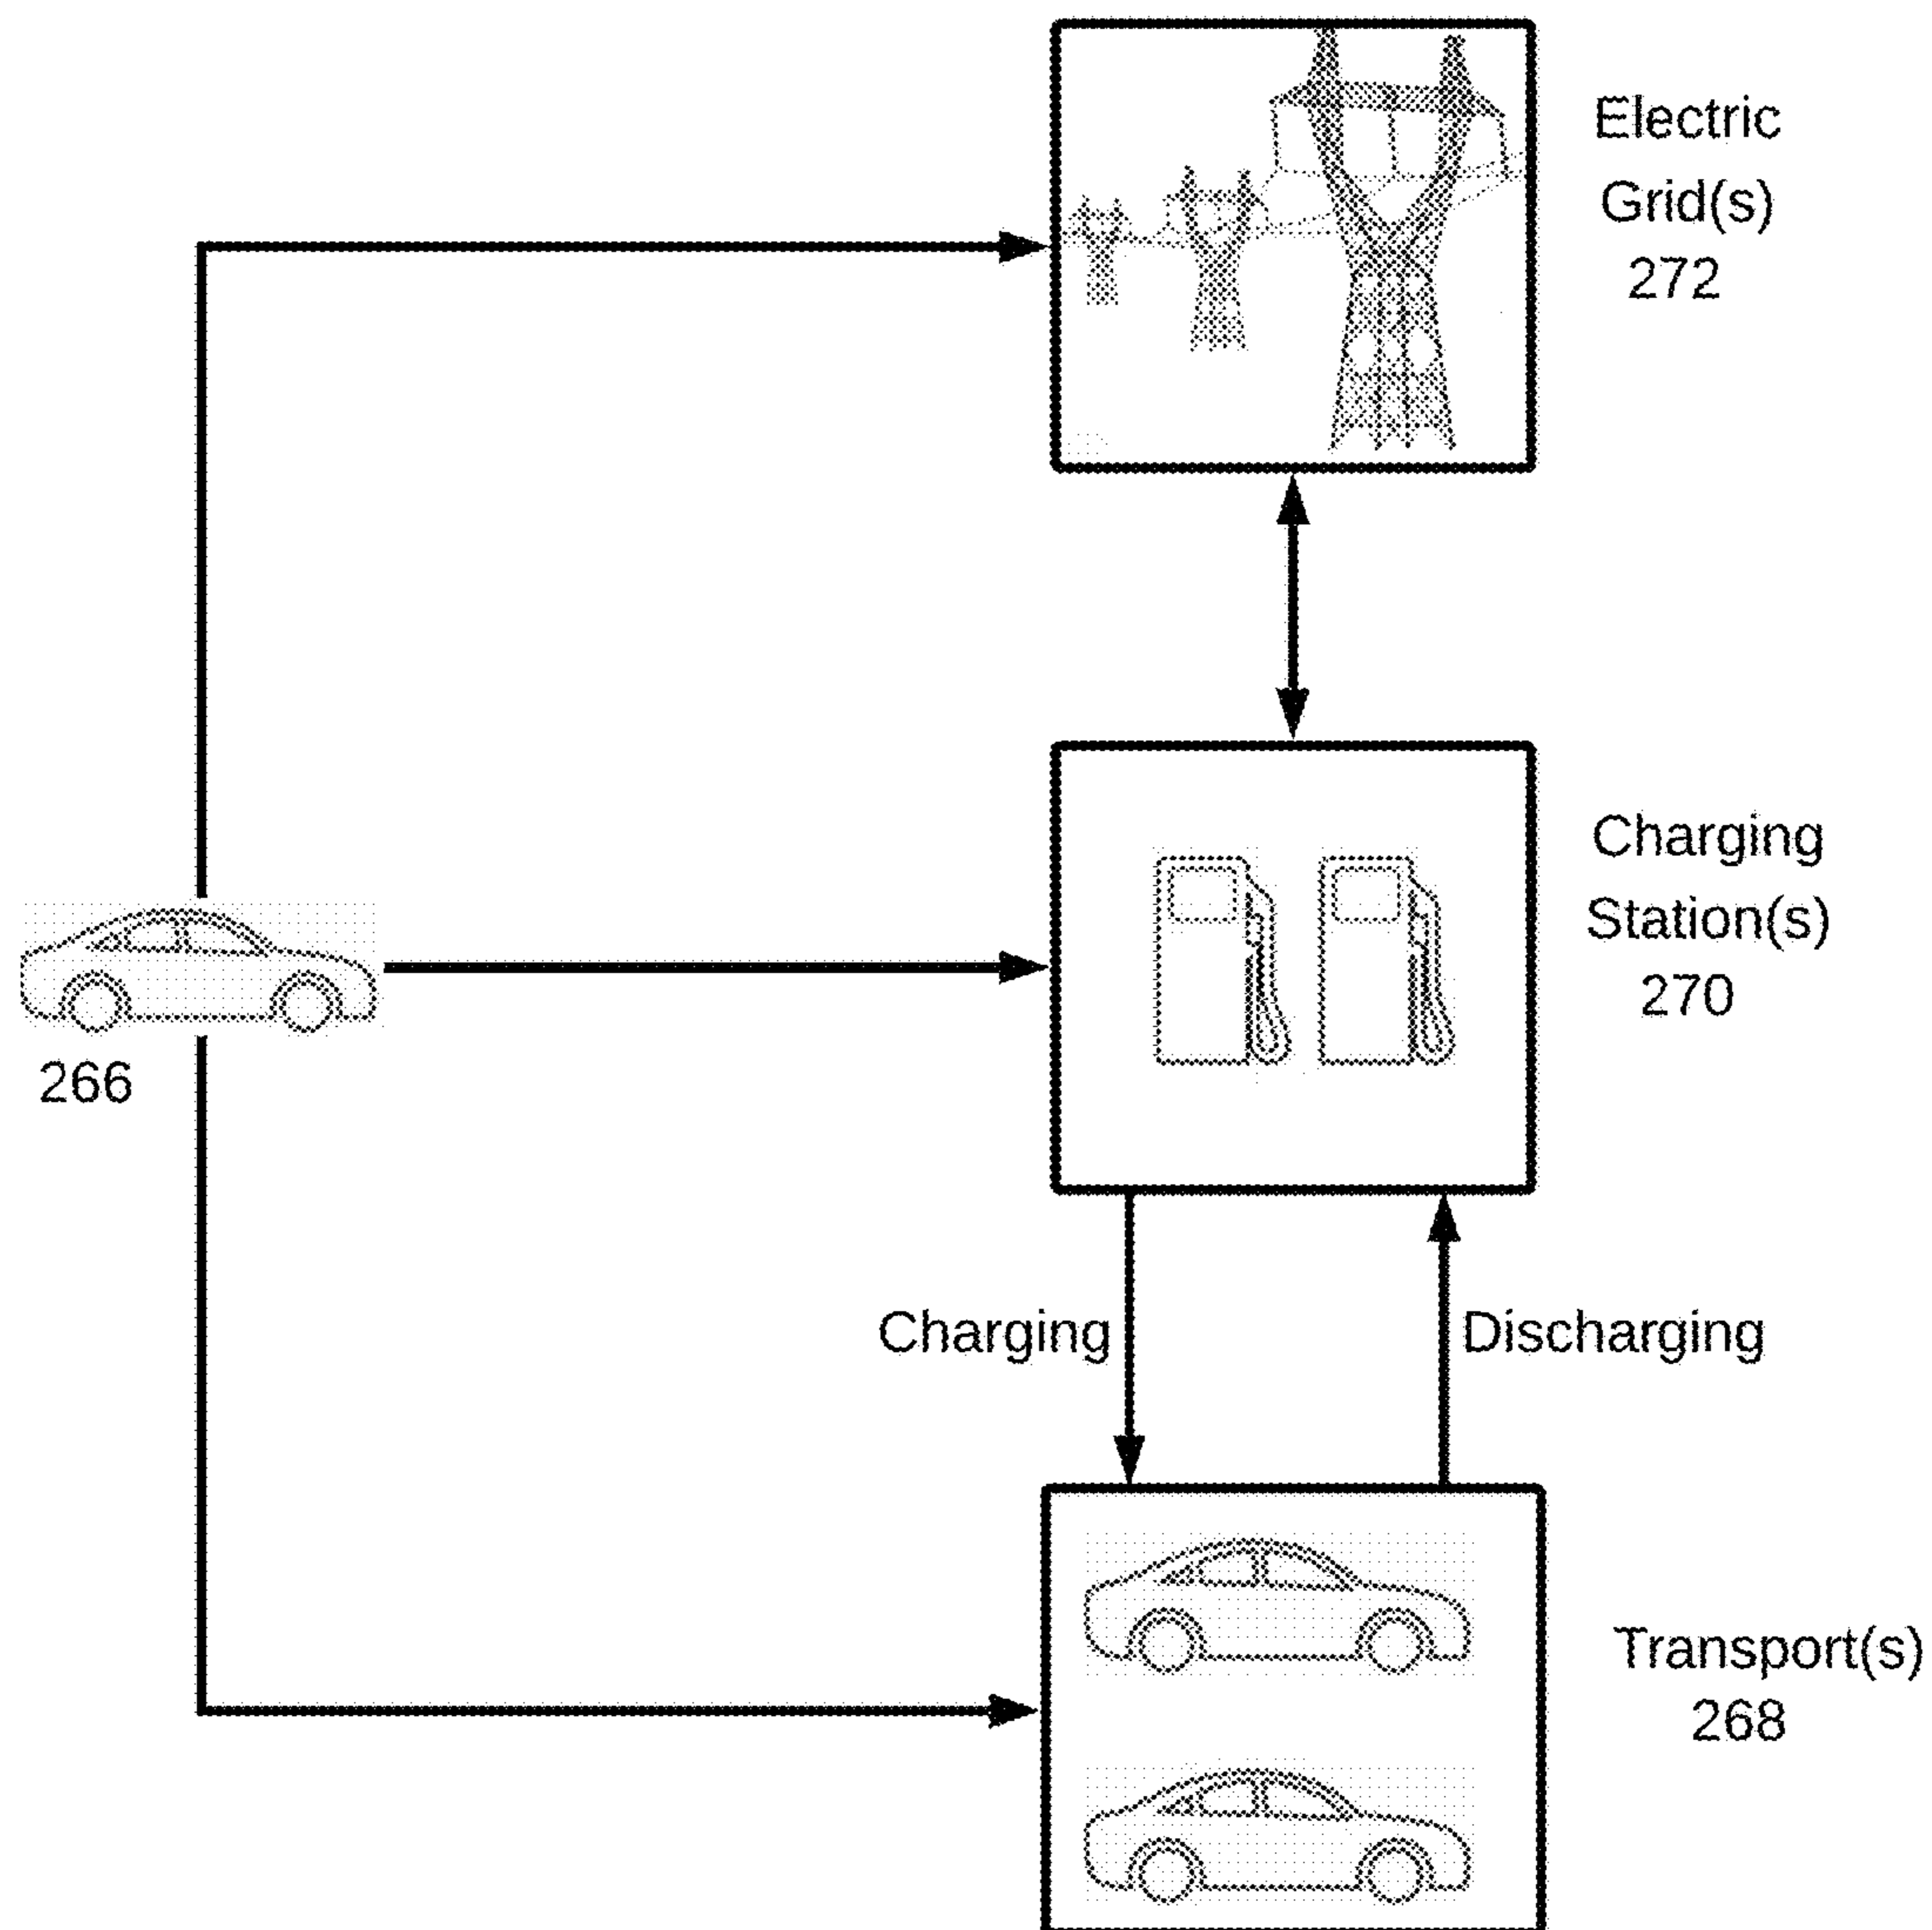 Electric
Grid(s)
272
Charging
Station(s)
270
266
Charging
Discharging
Transport(s)
268